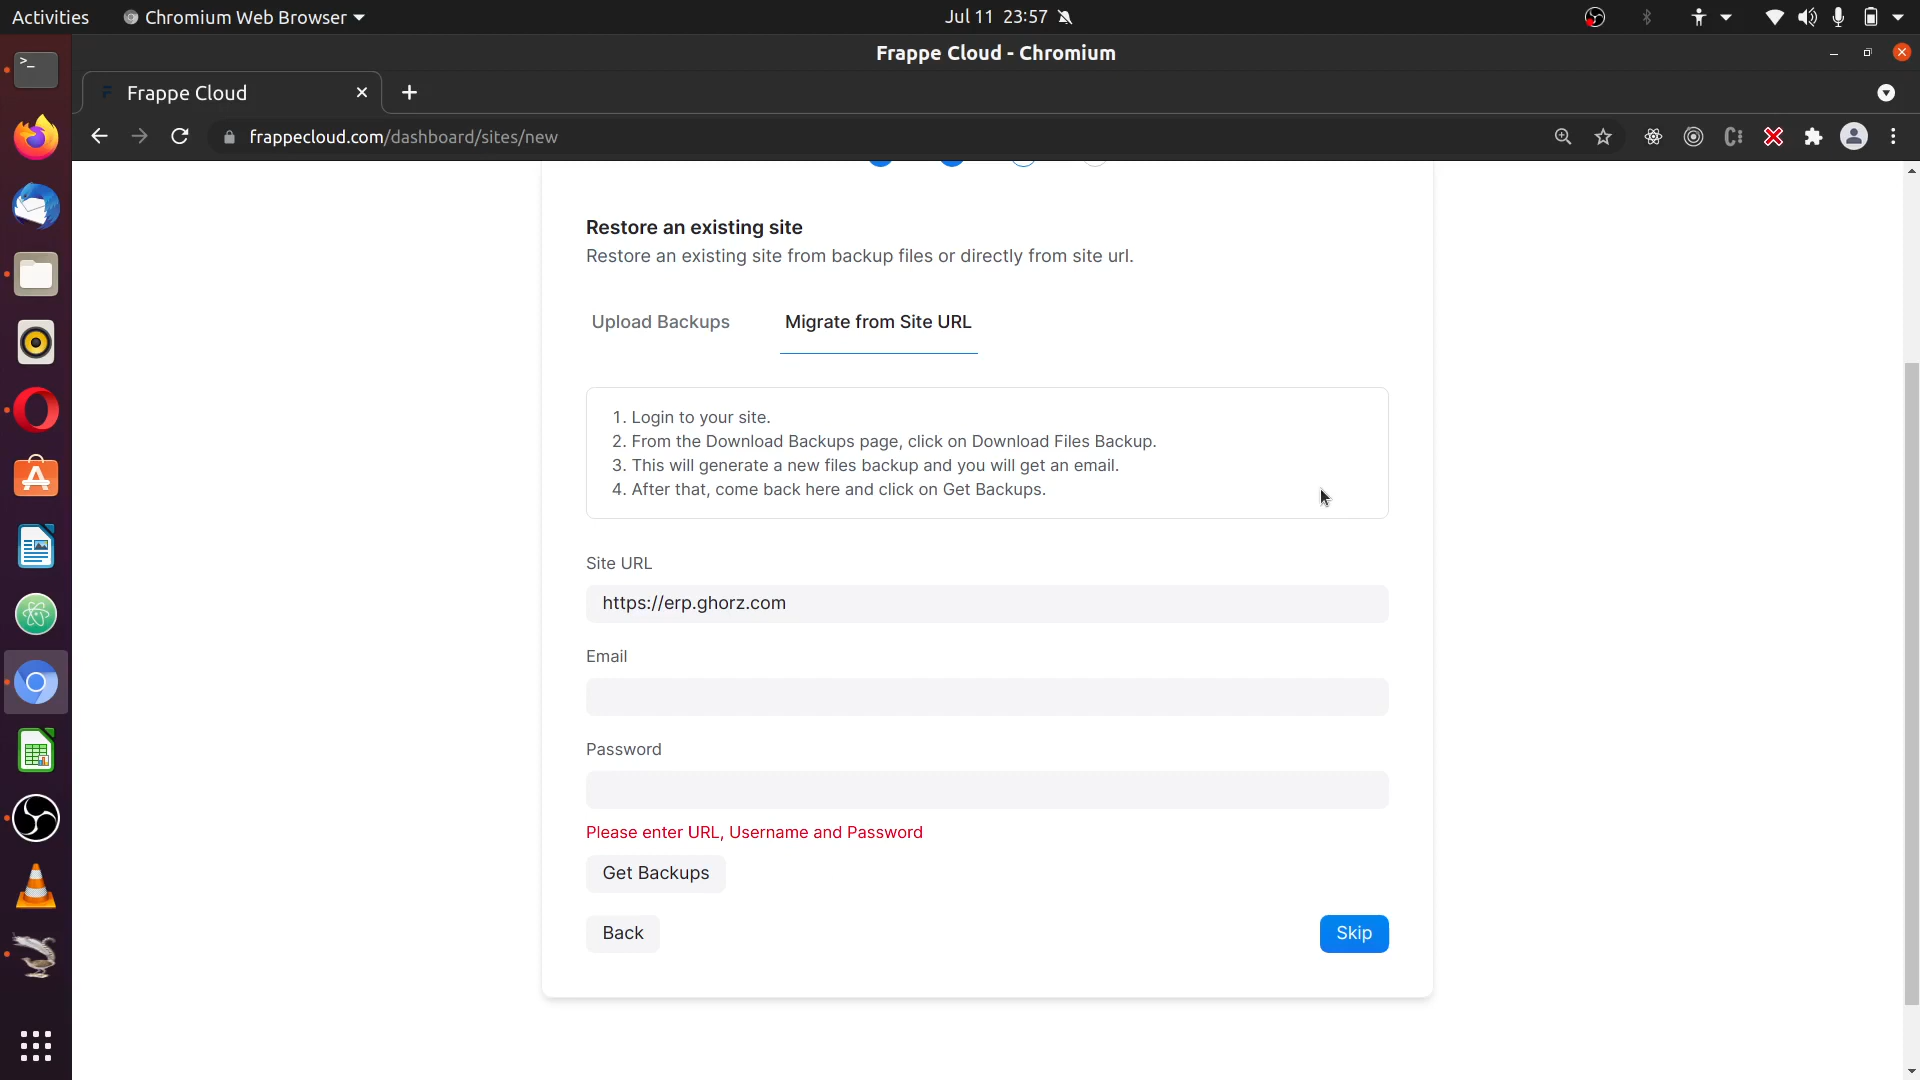 Activities
Chromium Web Browser
Jul 11 23:57
Frappe Cloud - Chromium
Frappe Cloud
frappecloud.com/dashboard/sites/new
Restore an existing site
Restore an existing site from backup files or directly from site url.
Upload Backups
Migrate from Site URL
1. Login to your site.
2. From the Download Backups page, click on Download Files Backup.
3. This will generate a new files backup and you will get an email.
4. After that, come back here and click on Get Backups.
Site URL
https://erp.ghorz.com
Email
Password
Please enter URL, Username and Password
Get Backups
Back
Skip